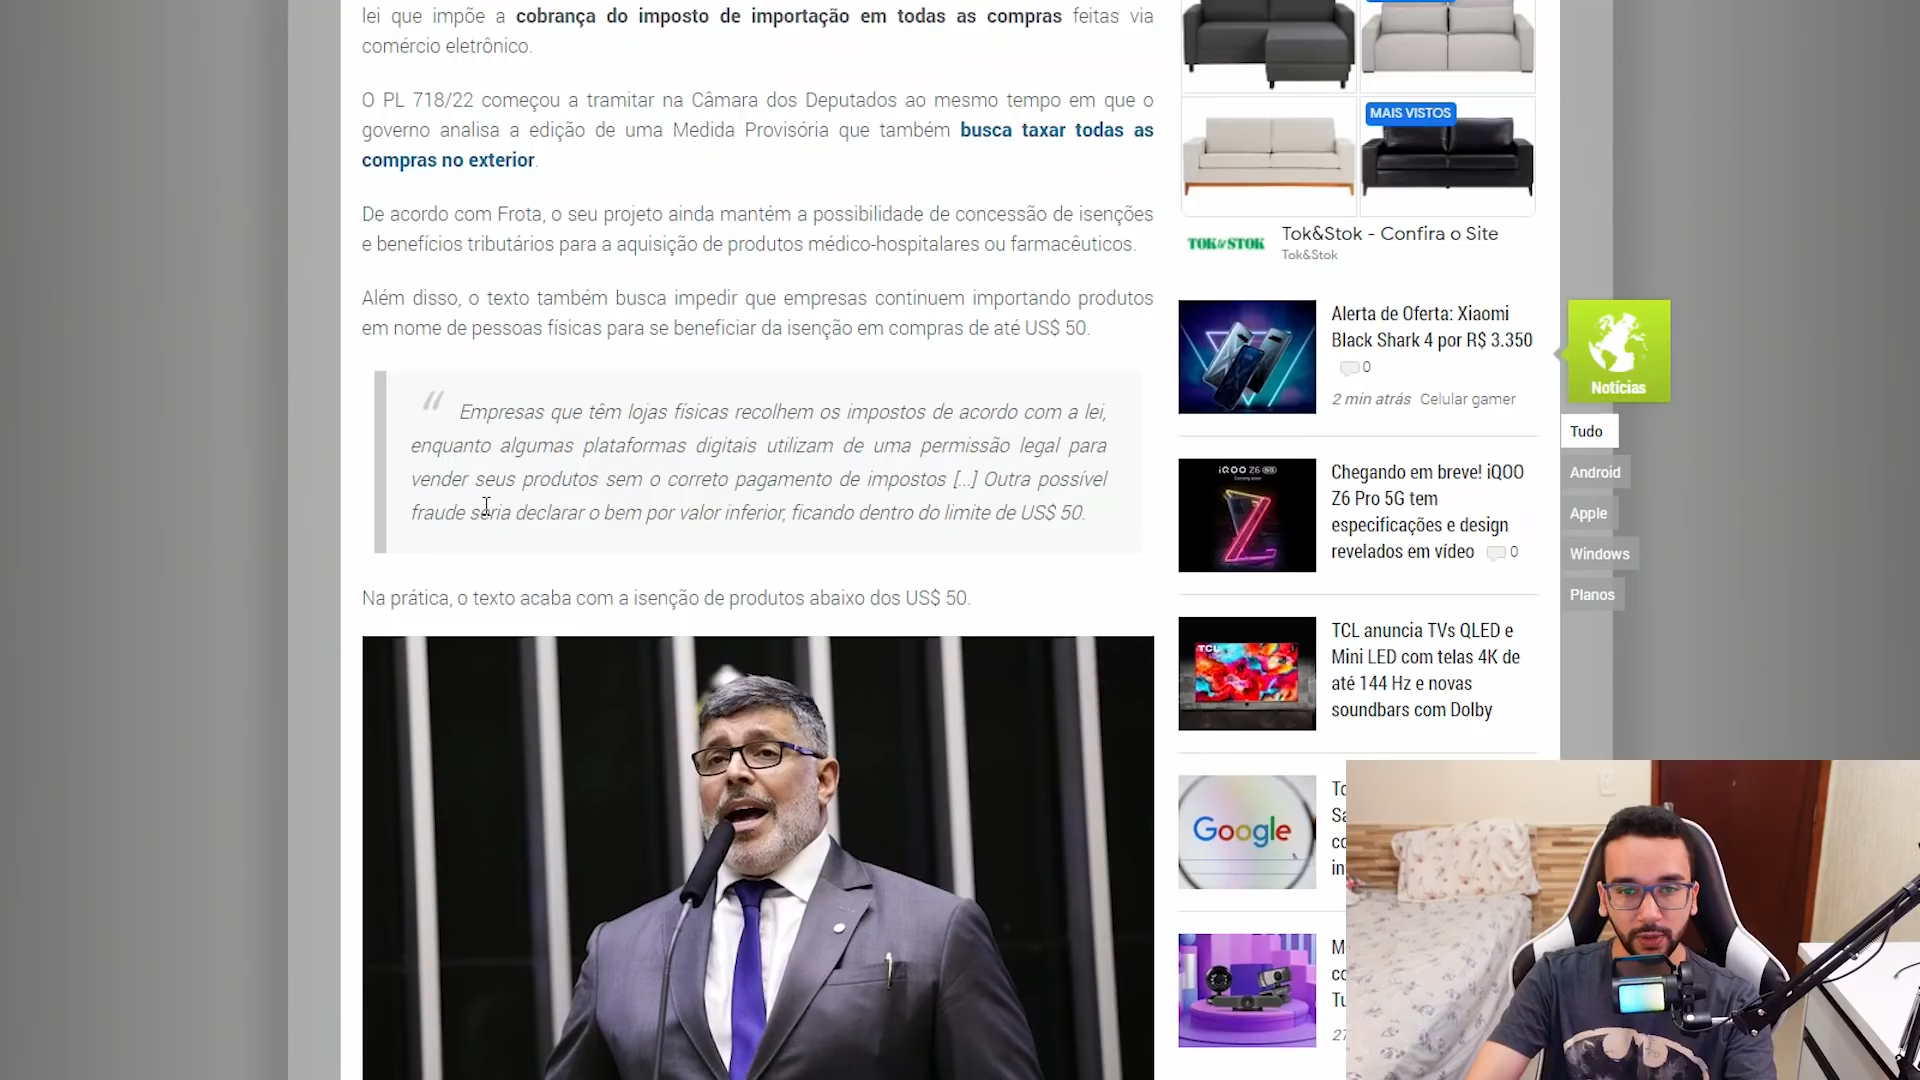 lei que impõe a cobrança do imposto de importação em todas as compras feitas via
comércio eletrônico.
O PL 718/22 começou a tramitar na Câmara dos Deputados ao mesmo tempo em que o
governo analisa a edição de uma Medida Provisória que também busca taxar todas as
compras no exterior.
De acordo com Frota, o seu projeto ainda mantém a possibilidade de concessão de isenções
e benefícios tributários para a aquisição de produtos médico-hospitalares ou farmacêuticos.
Além disso, o texto também busca impedir que empresas continuem importando produtos
em nome de pessoas físicas para se beneficiar da isenção em compras de até US$ 50.
“ Empresas que têm lojas físicas recolhem os impostos de acordo com a lei,
enquanto algumas plataformas digitais utilizam de uma permissão legal para
vender seus produtos sem o correto pagamento de impostos [...] Outra possível
fraude seria declarar o bem por valor inferior, ficando dentro do limite de US$ 50.
Na prática, o texto acaba com a isenção de produtos abaixo dos US$ 50.
MAIS VISTOS
TOK&STOK
Tok&Stok - Confira o Site
Tok&Stok
Alerta de Oferta: Xiaomi
Black Shark 4 por R$ 3.350
0
2 min atrás Celular gamer
iQOO Z6 5G
Chegando em breve! iQOO
Z6 Pro 5G tem
especificações e design
revelados em vídeo 0
TCL
TCL anuncia TVs QLED e
Mini LED com telas 4K de
até 144 Hz e novas
soundbars com Dolby
Google
Notícias
Tudo
Android
Apple
Windows
Planos